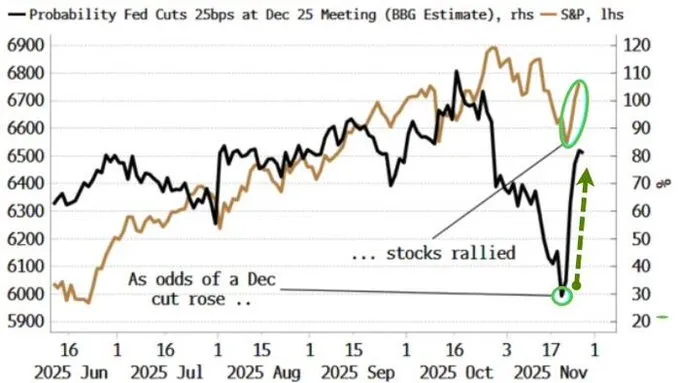 Probability Fed Cuts 25bps at Dec 25 Meeting (BBG Estimate), rhs S&P, lhs
6900 120
6800 110
6700 100
6600 90
6500 80
6400 70
%
6300 60
6200 50
... stocks rallied
6100 40
As odds of a Dec
cut rose ..
6000 30
5900 20
16 1 15 1 15 1 15 1 16 3 17 1
2025 Jun 2025 Jul 2025 Aug 2025 Sep 2025 Oct 2025 Nov